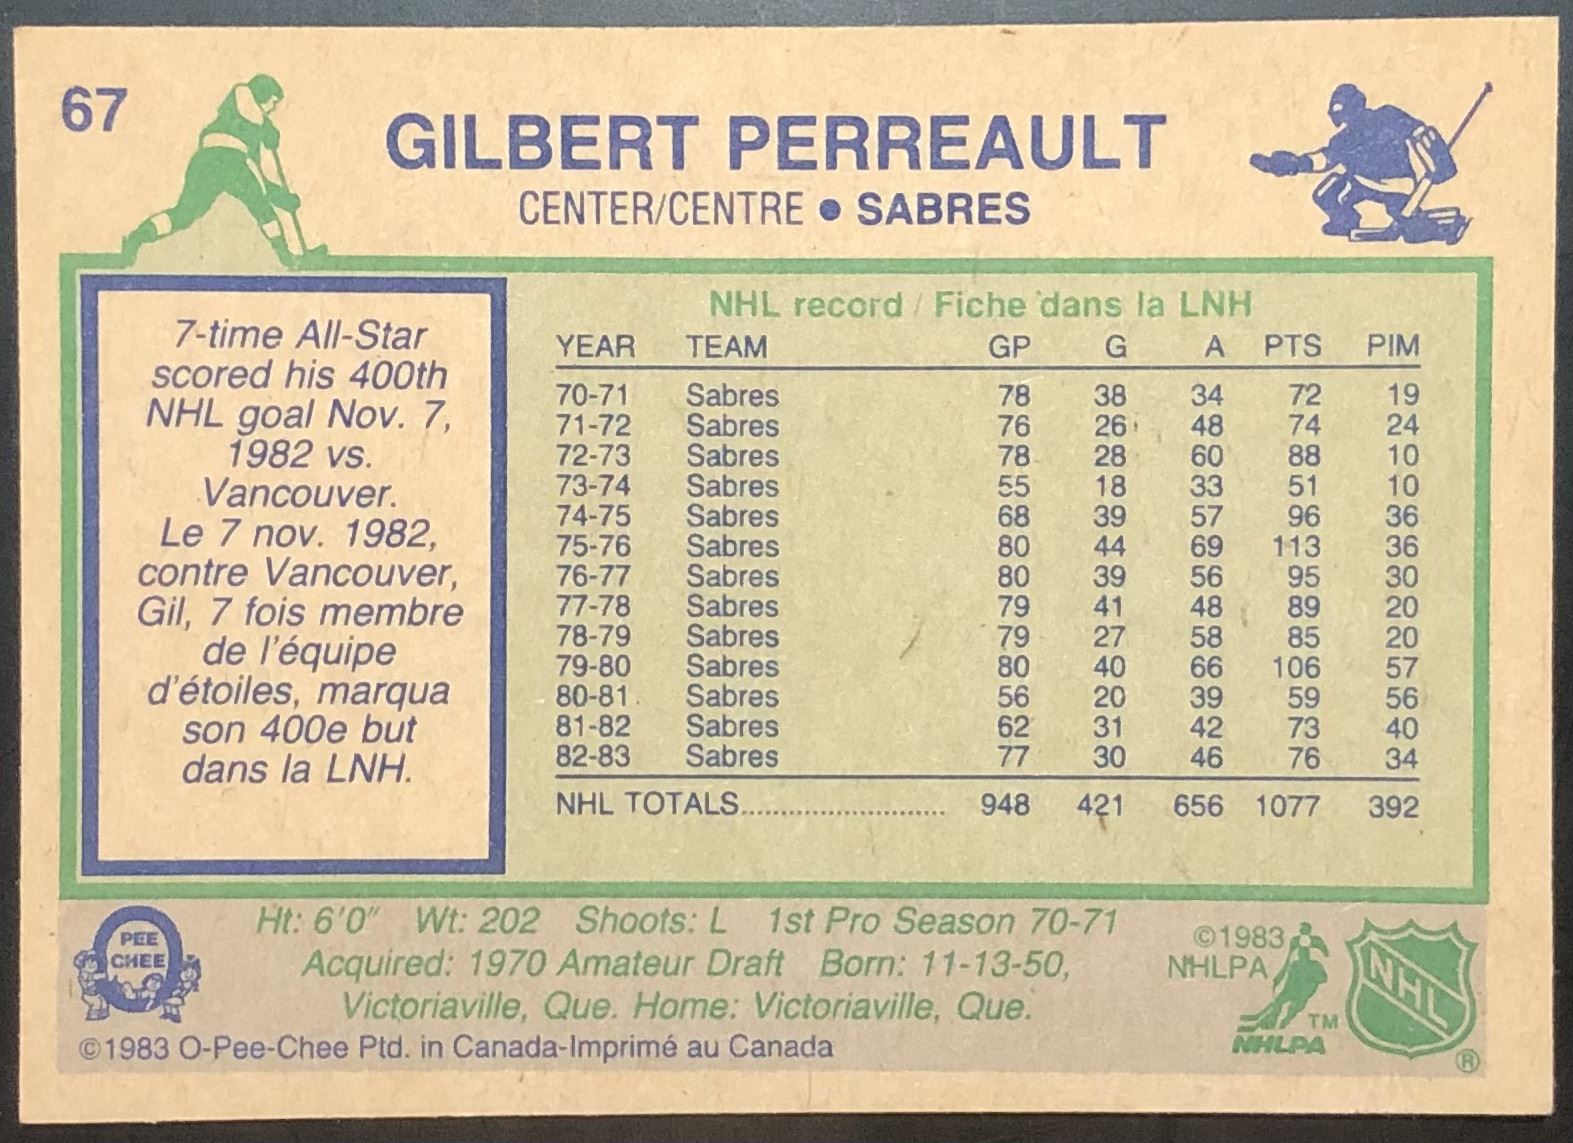 67
GILBERT PERREAULT
CENTER/CENTRE • SABRES
7-time All-Star
scored his 400th
NHL goal Nov. 7,
1982 vs.
Vancouver.
Le 7 nov. 1982,
contre Vancouver,
Gil, 7 fois membre
de l'équipe
d'étoiles, marqua
son 400e but
dans la LNH.
NHL record / Fiche dans la LNH
YEAR TEAM GP G A PTS PIM
70-71 Sabres 78 38 34 72 19
71-72 Sabres 76 26 48 74 24
72-73 Sabres 78 28 60 88 10
73-74 Sabres 55 18 33 51 10
74-75 Sabres 68 39 57 96 36
75-76 Sabres 80 44 69 113 36
76-77 Sabres 80 39 56 95 30
77-78 Sabres 79 41 48 89 20
78-79 Sabres 79 27 58 85 20
79-80 Sabres 80 40 66 106 57
80-81 Sabres 56 20 39 59 56
81-82 Sabres 62 31 42 73 40
82-83 Sabres 77 30 46 76 34
NHL TOTALS.......................... 948 421 656 1077 392
O
PEE
CHEE
Ht: 6'0" Wt: 202 Shoots: L 1st Pro Season 70-71
Acquired: 1970 Amateur Draft Born: 11-13-50,
Victoriaville, Que. Home: Victoriaville, Que.
©1983 O-Pee-Chee Ptd. in Canada-Imprimé au Canada
©1983
NHLPA
TM
NHLPA
NHL
®